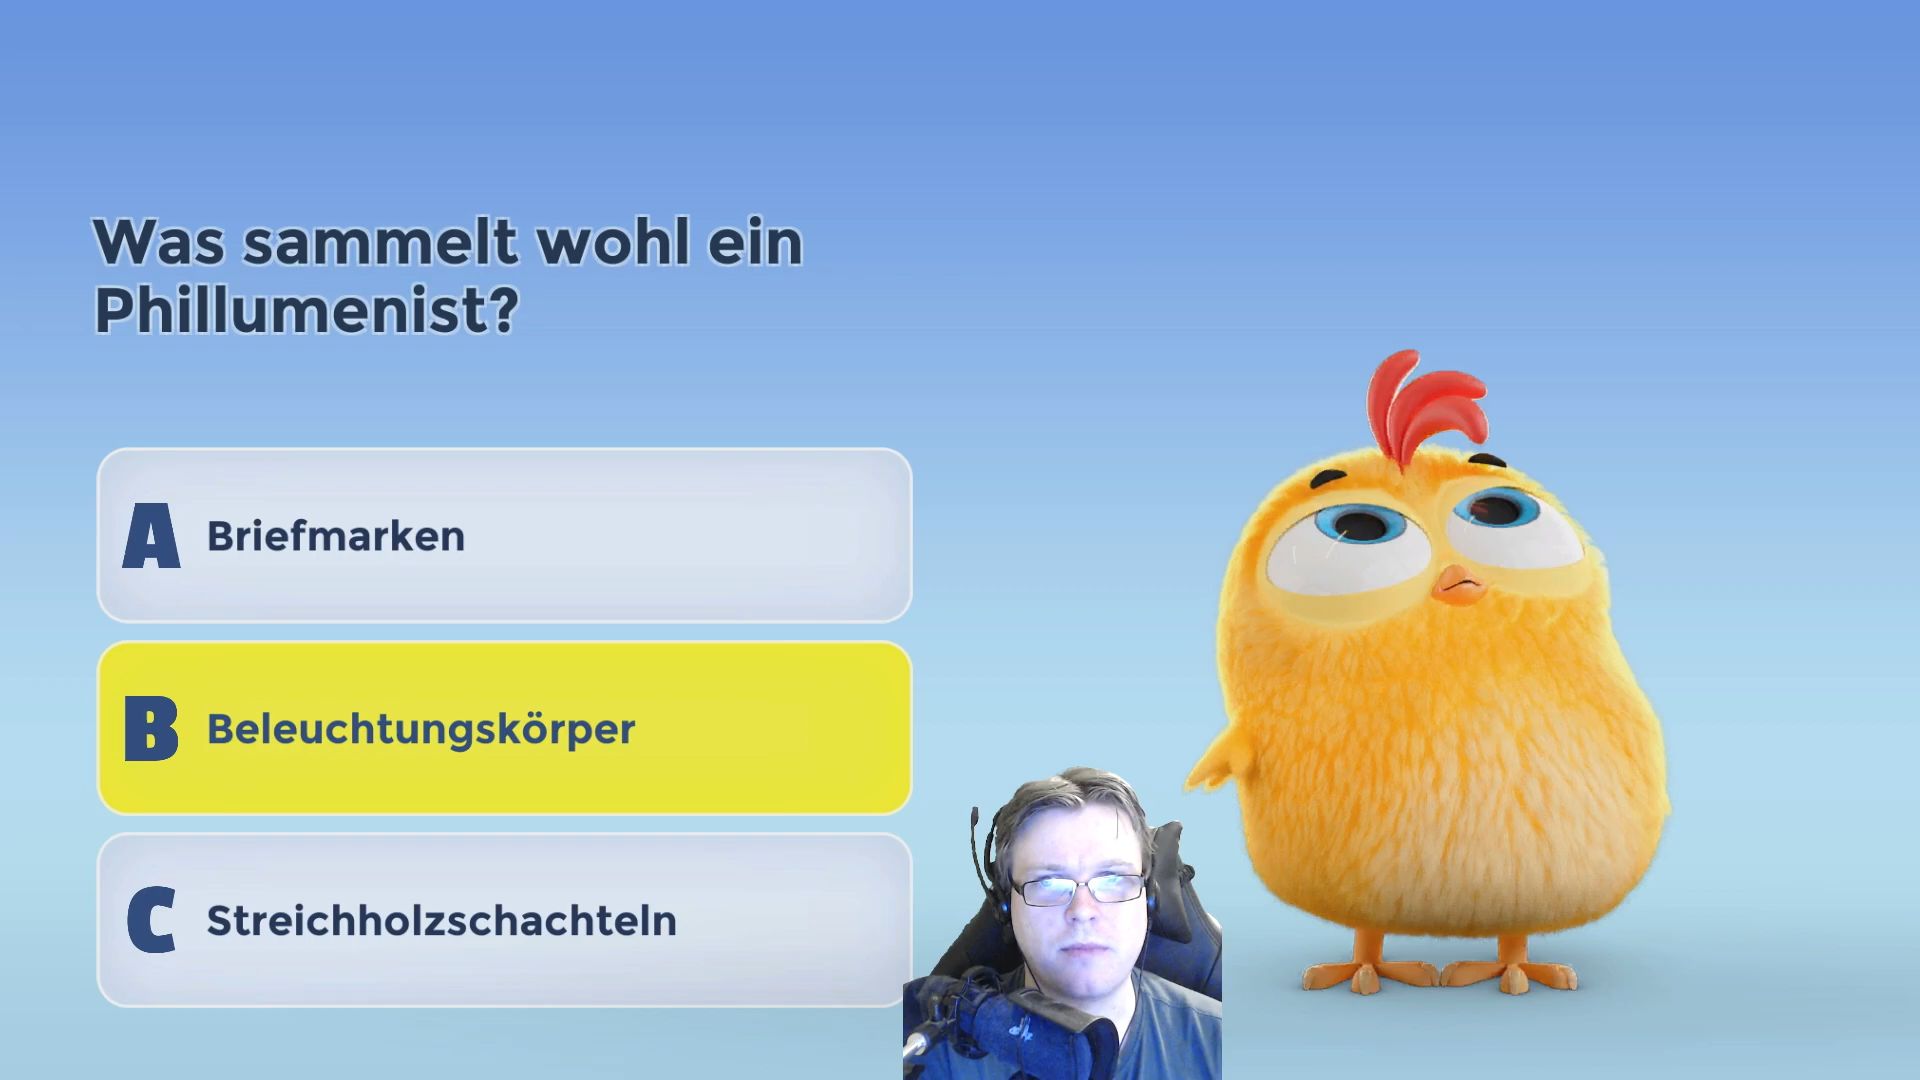 Was sammelt wohl ein
Phillumenist?
A Briefmarken
B Beleuchtungskörper
C Streichholzschachteln